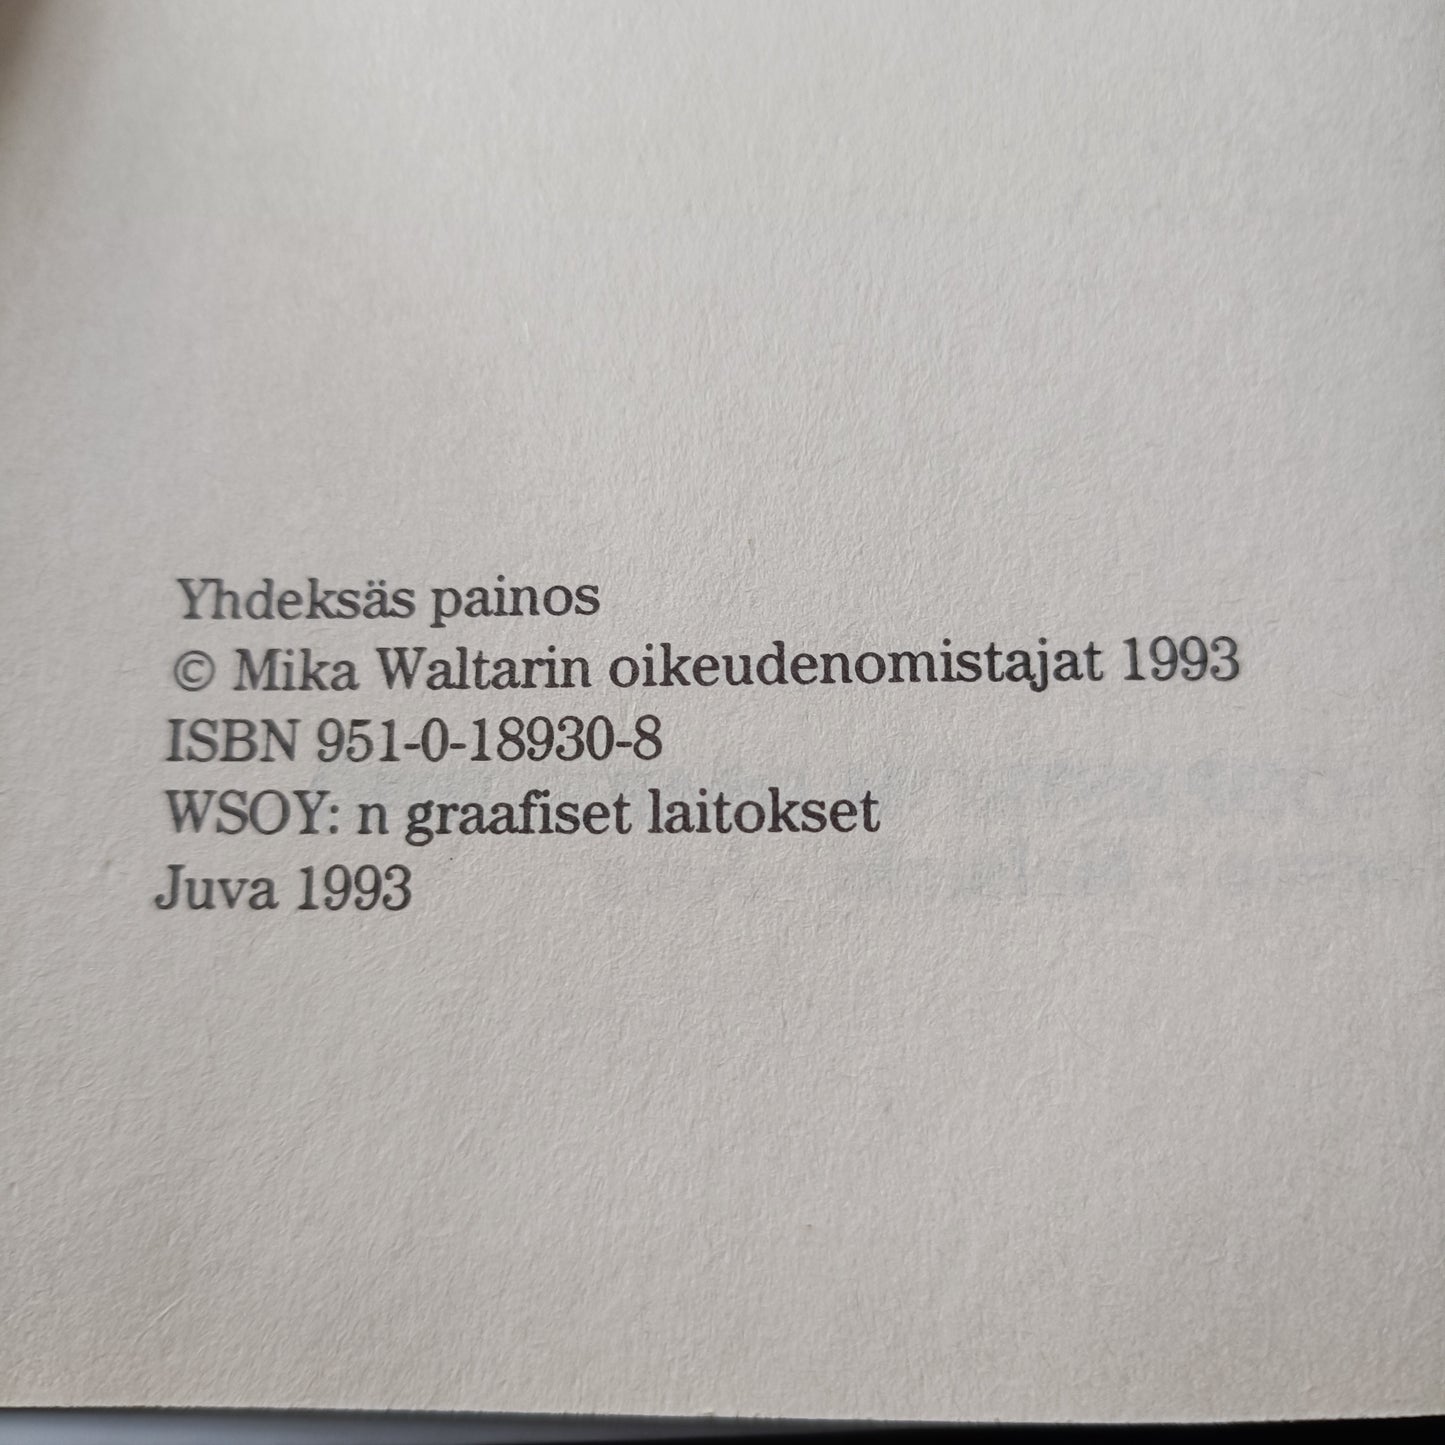 Yhdeksäs painos
© Mika Waltarin oikeudenomistajat 1993
ISBN 951-0-18930-8
WSOY: n graafiset laitokset
Juva 1993